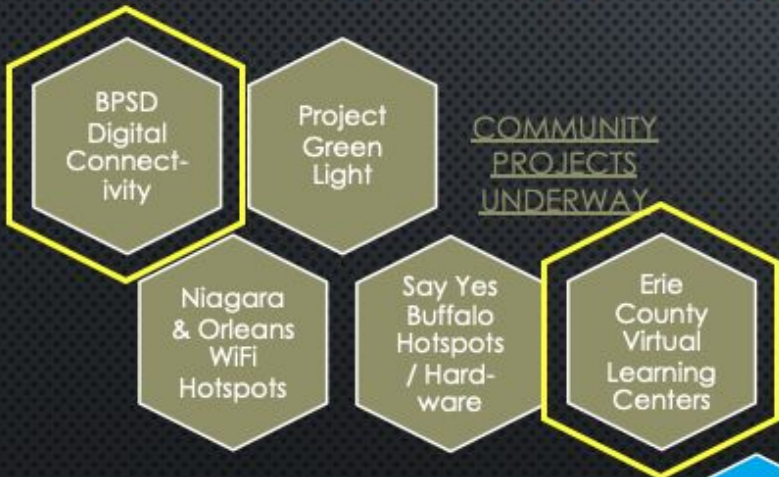 BPSD
Digital
Connect-
ivity
Project
Green
Light
COMMUNITY
PROJECTS
UNDERWAY
Niagara
& Orleans
WiFi
Hotspots
Say Yes
Buffalo
Hotspots
/ Hard-
ware
Erie
County
Virtual
Learning
Centers